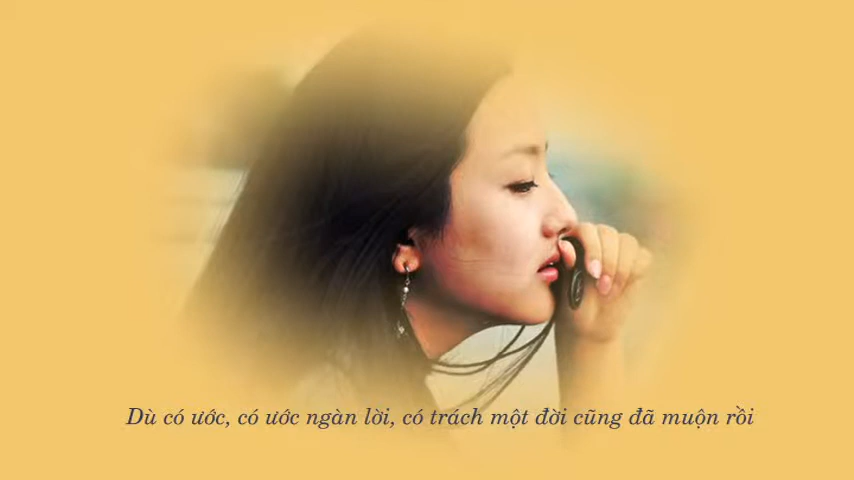 Dù có ước, có ước ngàn lời, có trách một đời cũng đã muộn rồi